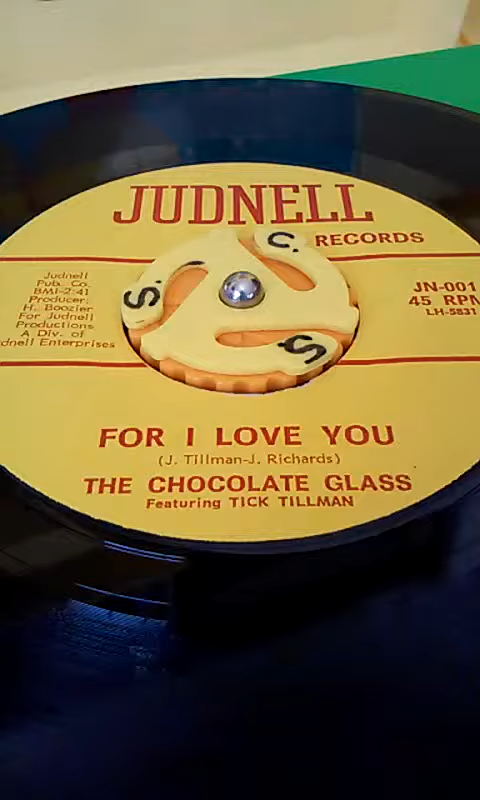 JUDNELL
RECORDS
Judnell
Pub. Co.
BMI-2:41
Producer:
H. Boozier
For Judnell
Productions
A Div. of
dnell Enterprises
JN-001
45 RPM
LH-5831
S.
C.
S
FOR I LOVE YOU
(J. Tillman-J. Richards)
THE CHOCOLATE GLASS
Featuring TICK TILLMAN